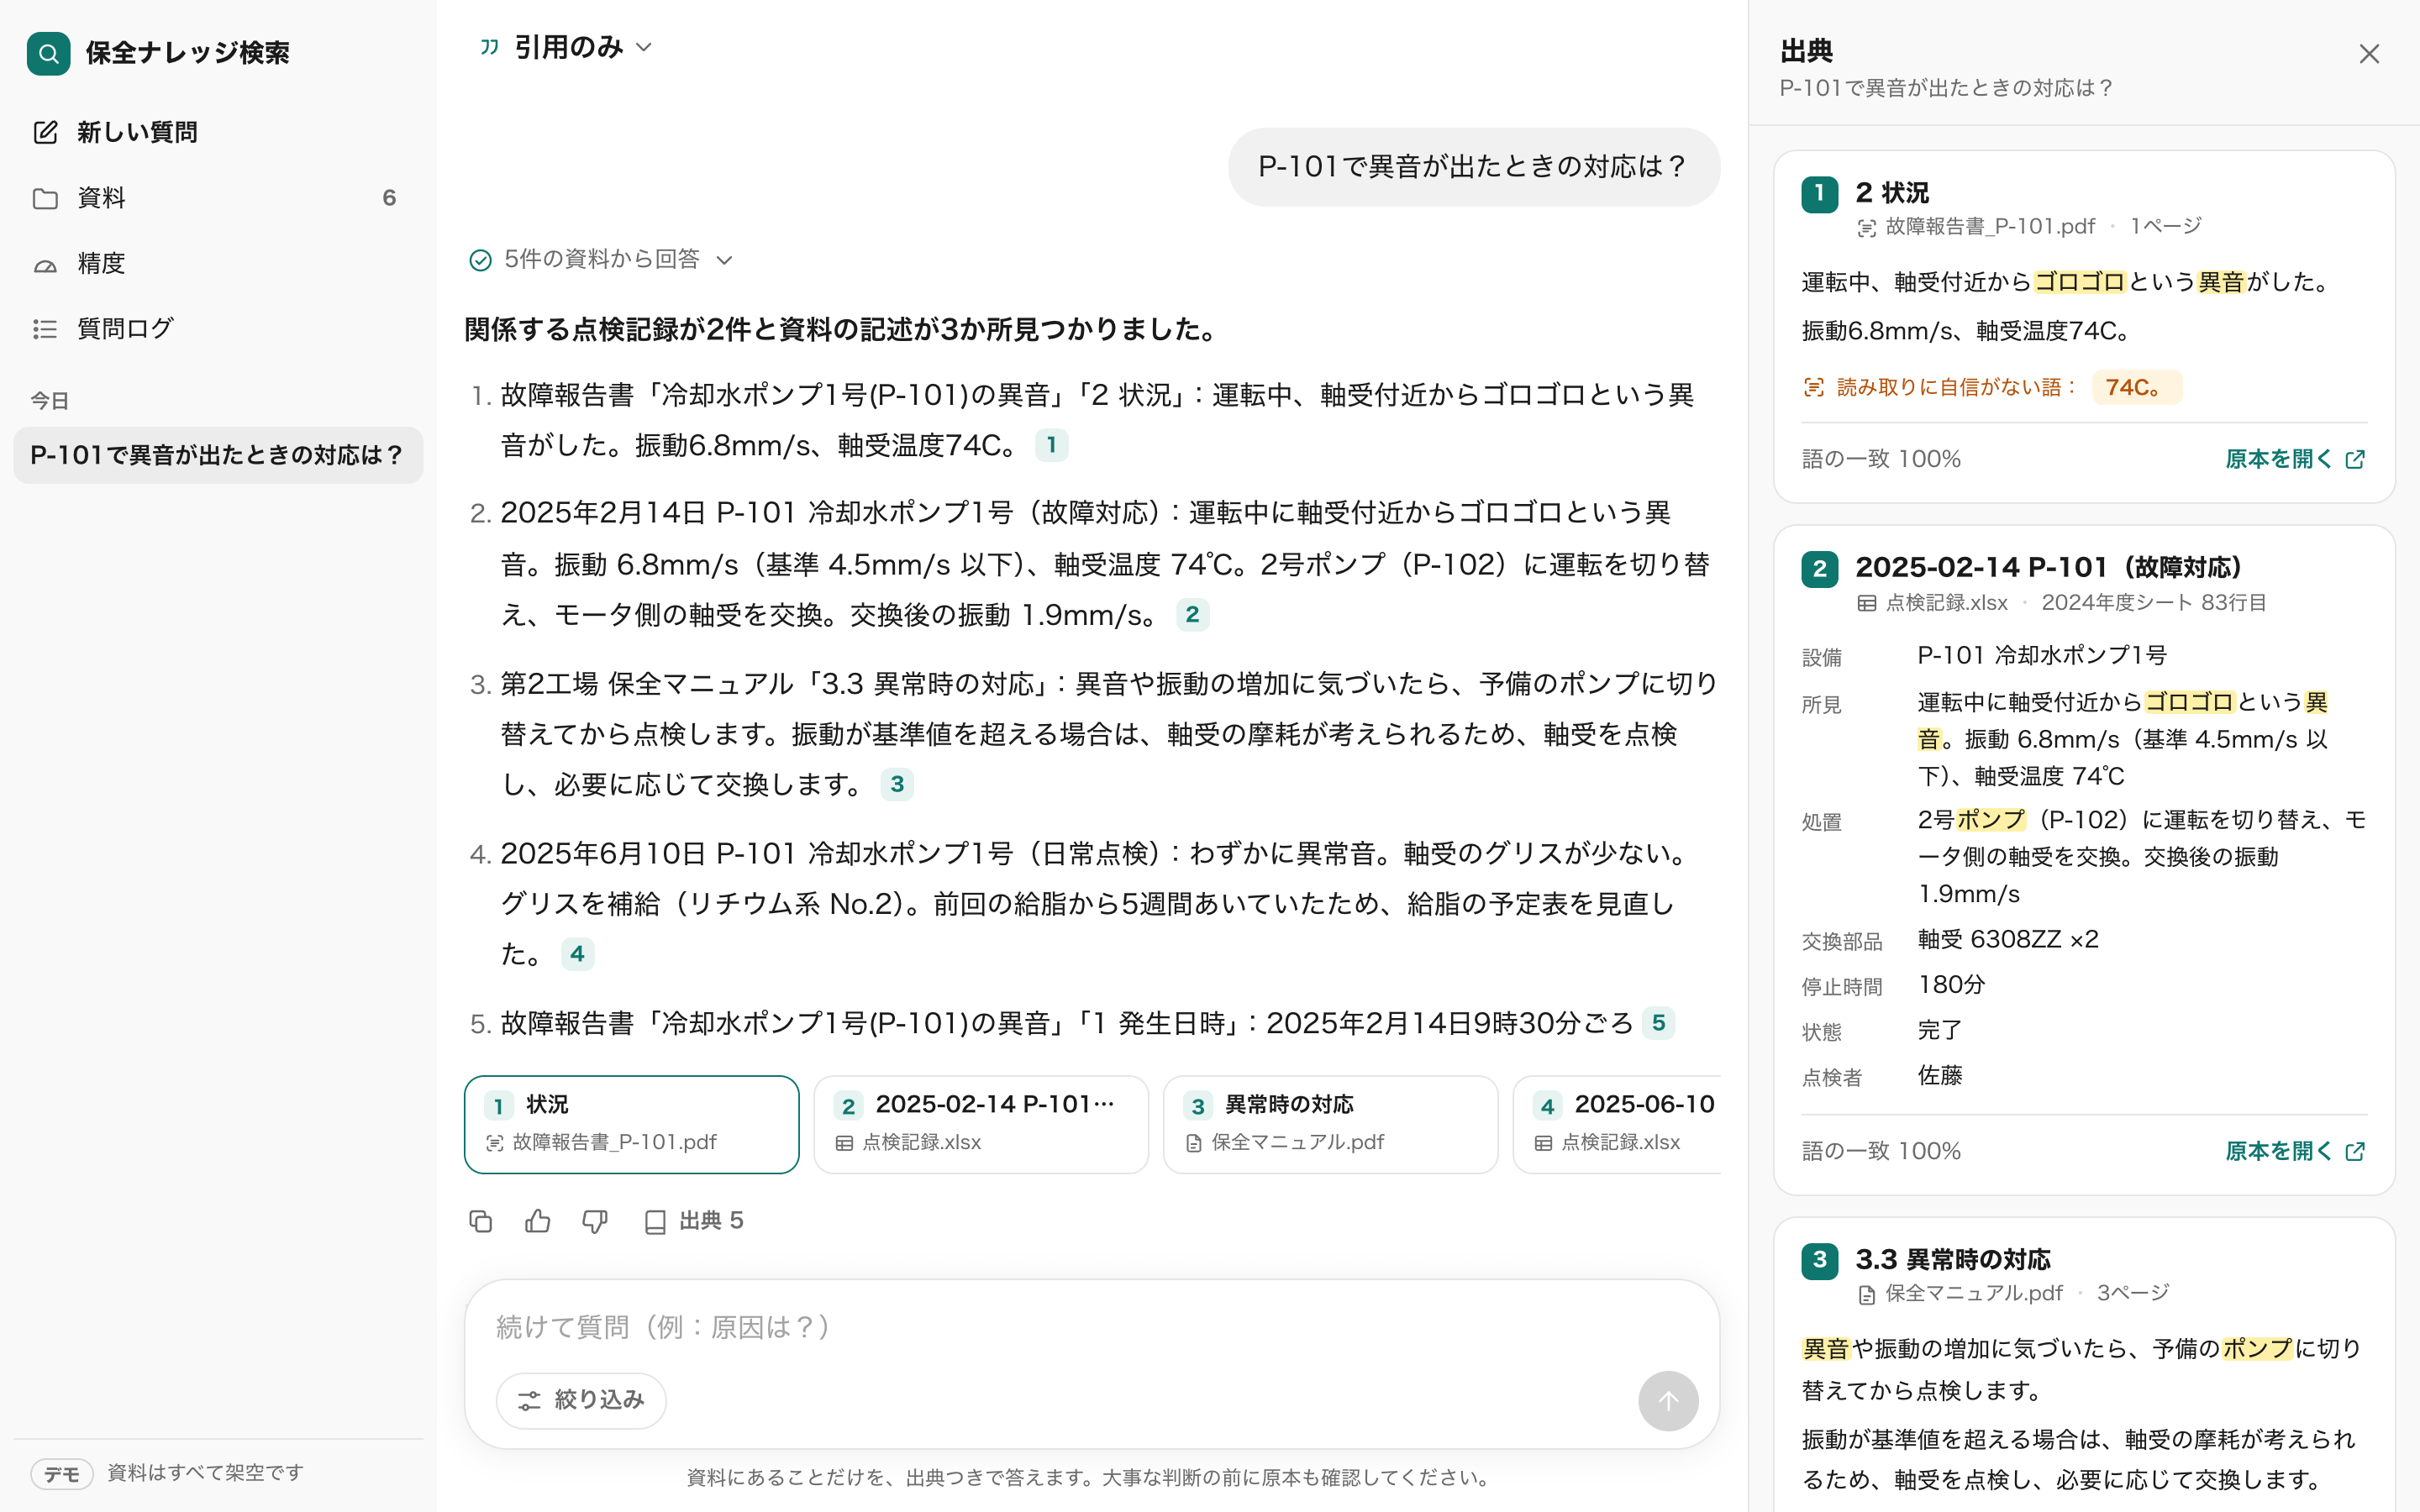 保全ナレッジ検索
新しい質問
資料 6
精度
質問ログ
今日
P-101で異音が出たときの対応は？
デモ 資料はすべて架空です
引用のみ
P-101で異音が出たときの対応は？
5件の資料から回答
関係する点検記録が2件と資料の記述が3か所見つかりました。
1. 故障報告書「冷却水ポンプ1号(P-101)の異音」「2 状況」：運転中、軸受付近からゴロゴロという異
音がした。振動6.8mm/s、軸受温度74C。 1
2. 2025年2月14日 P-101 冷却水ポンプ1号（故障対応）：運転中に軸受付近からゴロゴロという異
音。振動 6.8mm/s（基準 4.5mm/s 以下）、軸受温度 74℃。2号ポンプ（P-102）に運転を切り替
え、モータ側の軸受を交換。交換後の振動 1.9mm/s。 2
3. 第2工場 保全マニュアル「3.3 異常時の対応」：異音や振動の増加に気づいたら、予備のポンプに切り
替えてから点検します。振動が基準値を超える場合は、軸受の摩耗が考えられるため、軸受を点検
し、必要に応じて交換します。 3
4. 2025年6月10日 P-101 冷却水ポンプ1号（日常点検）：わずかに異常音。軸受のグリスが少ない。
グリスを補給（リチウム系 No.2）。前回の給脂から5週間あいていたため、給脂の予定表を見直し
た。 4
5. 故障報告書「冷却水ポンプ1号(P-101)の異音」「1 発生日時」：2025年2月14日9時30分ごろ 5
1 状況
故障報告書_P-101.pdf
2 2025-02-14 P-101…
点検記録.xlsx
3 異常時の対応
保全マニュアル.pdf
4 2025-06-10
点検記録.xlsx
出典 5
続けて質問（例：原因は？）
絞り込み
資料にあることだけを、出典つきで答えます。大事な判断の前に原本も確認してください。
出典
P-101で異音が出たときの対応は？
1 2 状況
故障報告書_P-101.pdf · 1ページ
運転中、軸受付近からゴロゴロという異音がした。
振動6.8mm/s、軸受温度74C。
読み取りに自信がない語： 74C。
語の一致 100% 原本を開く
2 2025-02-14 P-101（故障対応）
点検記録.xlsx · 2024年度シート 83行目
設備 P-101 冷却水ポンプ1号
所見 運転中に軸受付近からゴロゴロという異
音。振動 6.8mm/s（基準 4.5mm/s 以
下）、軸受温度 74℃
処置 2号ポンプ（P-102）に運転を切り替え、モ
ータ側の軸受を交換。交換後の振動
1.9mm/s
交換部品 軸受 6308ZZ ×2
停止時間 180分
状態 完了
点検者 佐藤
語の一致 100% 原本を開く
3 3.3 異常時の対応
保全マニュアル.pdf · 3ページ
異音や振動の増加に気づいたら、予備のポンプに切り
替えてから点検します。
振動が基準値を超える場合は、軸受の摩耗が考えられ
るため、軸受を点検し、必要に応じて交換します。